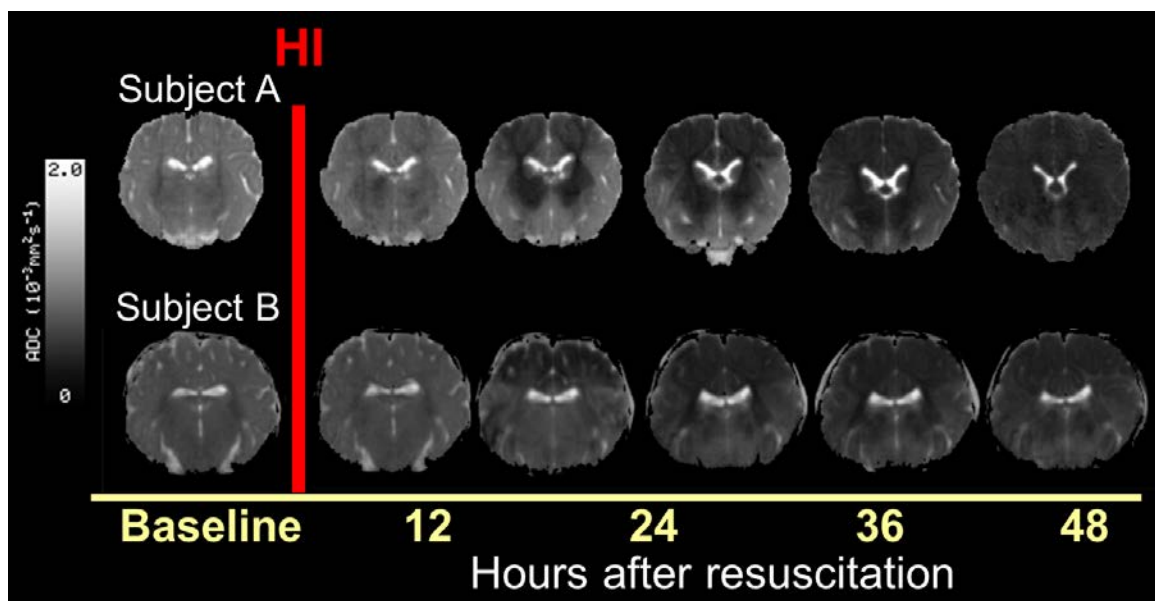 HI
Subject A
2.0
ADC (10⁻³mm²s⁻¹)
0
Subject B
Baseline 12 24 36 48
Hours after resuscitation